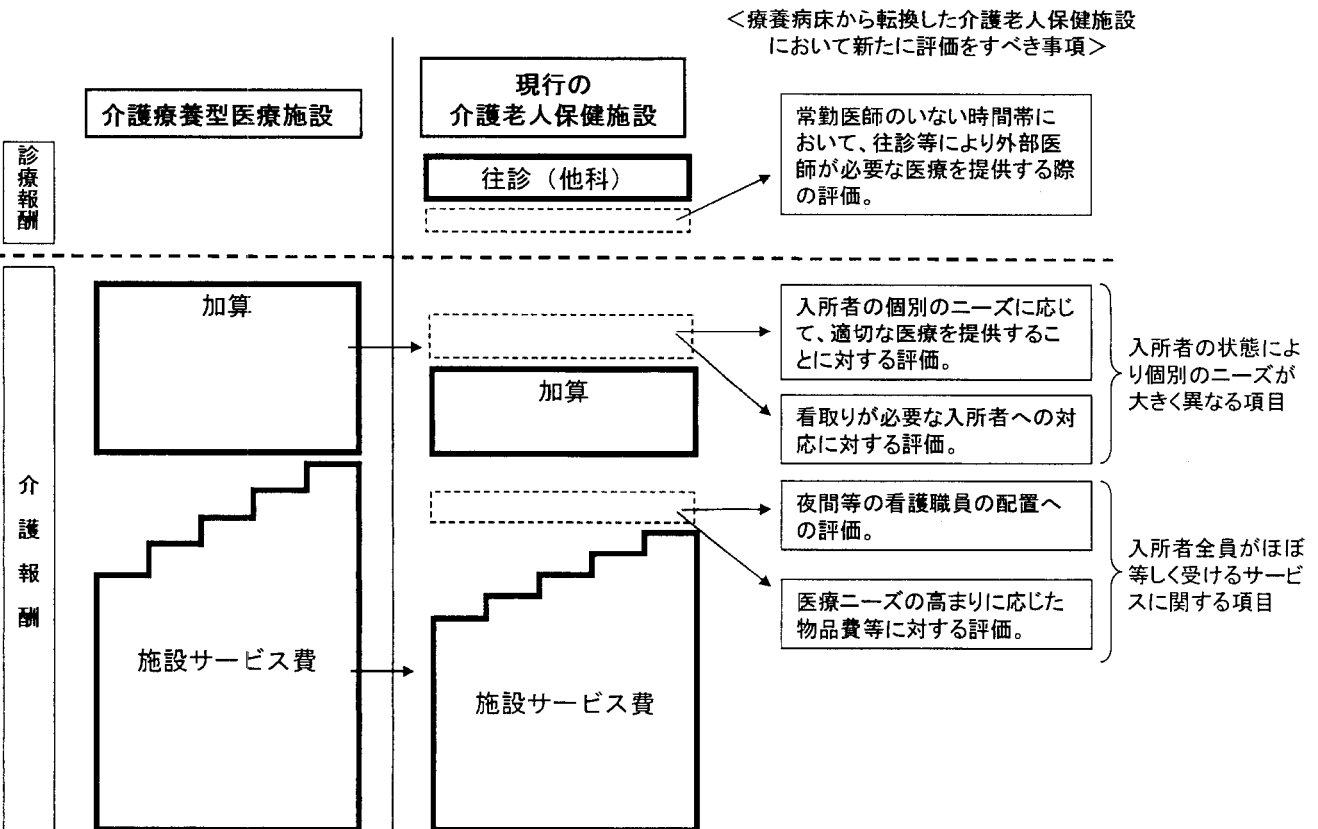 ＜療養病床から転換した介護老人保健施設
において新たに評価をすべき事項＞
介護療養型医療施設
現行の
介護老人保健施設
診療報酬
往診（他科）
常勤医師のいない時間帯に
おいて、往診等により外部医
師が必要な医療を提供する際
の評価。
介護報酬
加算
加算
入所者の個別のニーズに応じ
て、適切な医療を提供するこ
とに対する評価。
看取りが必要な入所者への対
応に対する評価。
入所者の状態によ
り個別のニーズが
大きく異なる項目
施設サービス費
施設サービス費
夜間等の看護職員の配置へ
の評価。
医療ニーズの高まりに応じた
物品費等に対する評価。
入所者全員がほぼ
等しく受けるサービ
スに関する項目